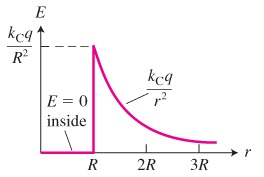 E
k_C q
R²
k_C q
r²
E = 0
inside
r
R
2R
3R